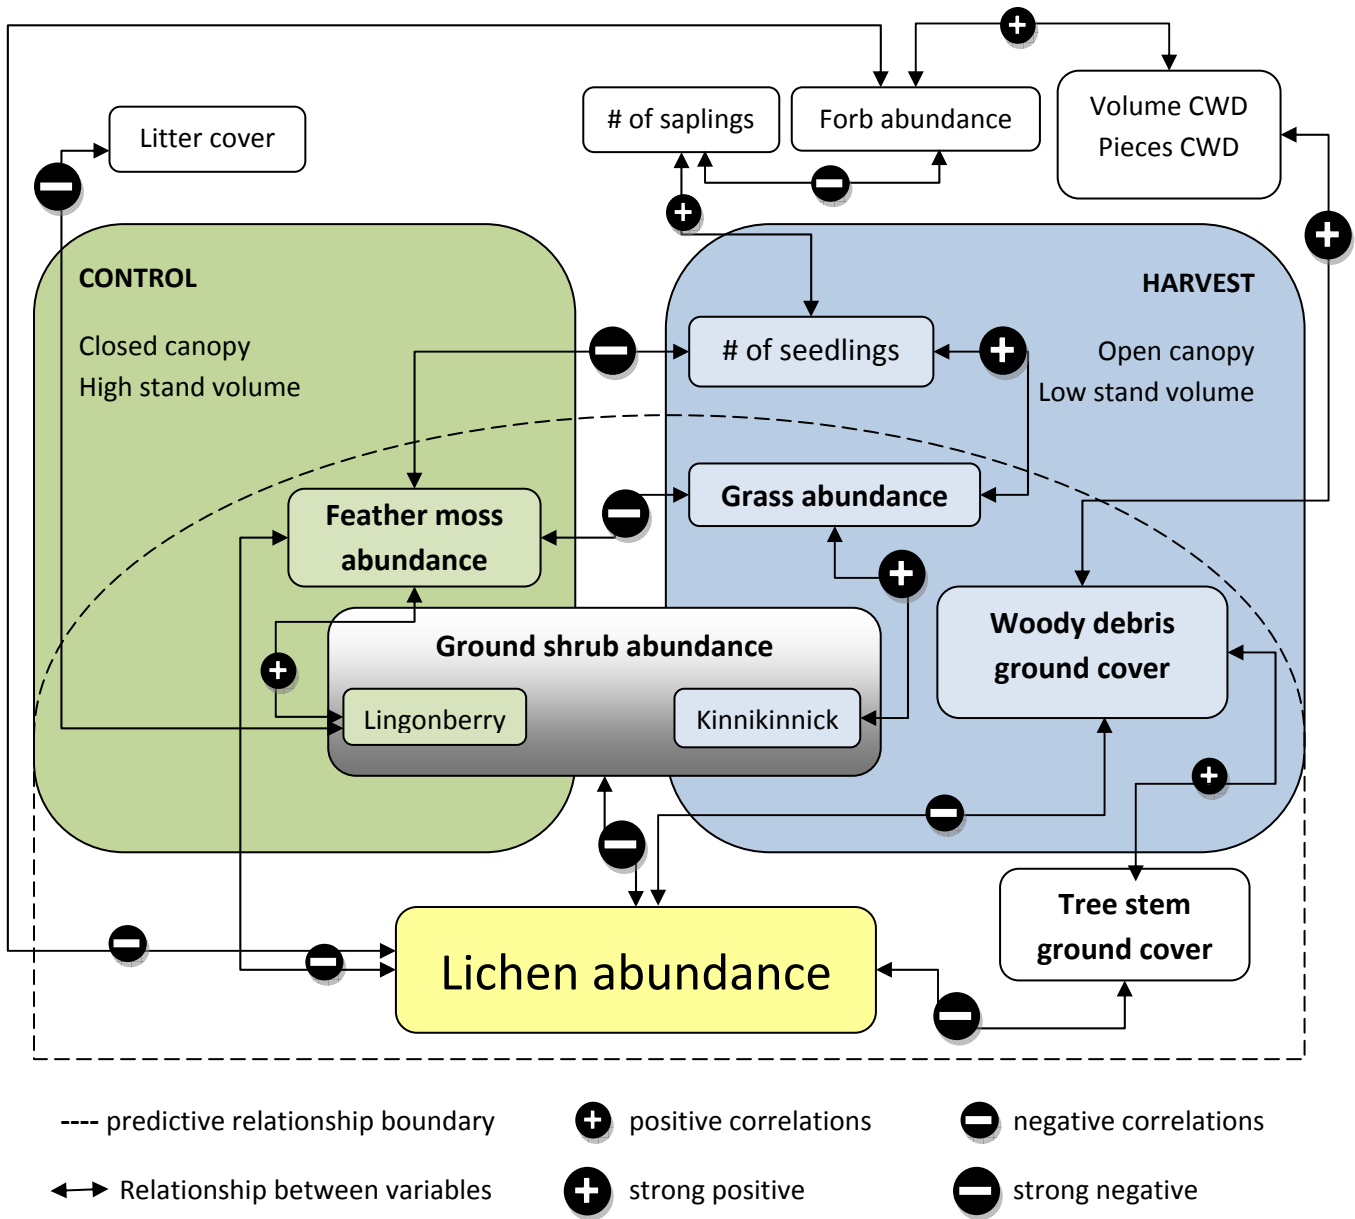 Litter cover
# of saplings
Forb abundance
Volume CWD
Pieces CWD
CONTROL
Closed canopy
High stand volume
HARVEST
Open canopy
Low stand volume
# of seedlings
Feather moss
abundance
Grass abundance
Ground shrub abundance
Lingonberry
Kinnikinnick
Woody debris
ground cover
Lichen abundance
Tree stem
ground cover
---- predictive relationship boundary
positive correlations
negative correlations
Relationship between variables
strong positive
strong negative